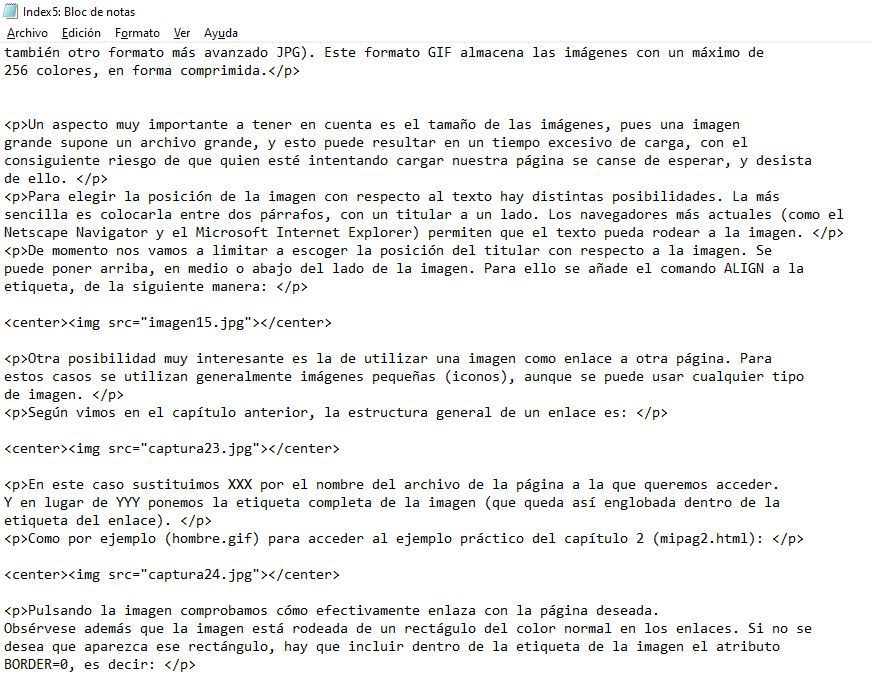 Index5: Bloc de notas
Archivo Edición Formato Ver Ayuda
también otro formato más avanzado JPG). Este formato GIF almacena las imágenes con un máximo de
256 colores, en forma comprimida.</p>
<p>Un aspecto muy importante a tener en cuenta es el tamaño de las imágenes, pues una imagen
grande supone un archivo grande, y esto puede resultar en un tiempo excesivo de carga, con el
consiguiente riesgo de que quien esté intentando cargar nuestra página se canse de esperar, y desista
de ello. </p>
<p>Para elegir la posición de la imagen con respecto al texto hay distintas posibilidades. La más
sencilla es colocarla entre dos párrafos, con un titular a un lado. Los navegadores más actuales (como el
Netscape Navigator y el Microsoft Internet Explorer) permiten que el texto pueda rodear a la imagen. </p>
<p>De momento nos vamos a limitar a escoger la posición del titular con respecto a la imagen. Se
puede poner arriba, en medio o abajo del lado de la imagen. Para ello se añade el comando ALIGN a la
etiqueta, de la siguiente manera: </p>
<center><img src="imagen15.jpg"></center>
<p>Otra posibilidad muy interesante es la de utilizar una imagen como enlace a otra página. Para
estos casos se utilizan generalmente imágenes pequeñas (iconos), aunque se puede usar cualquier tipo
de imagen. </p>
<p>Según vimos en el capítulo anterior, la estructura general de un enlace es: </p>
<center><img src="captura23.jpg"></center>
<p>En este caso sustituimos XXX por el nombre del archivo de la página a la que queremos acceder.
Y en lugar de YYY ponemos la etiqueta completa de la imagen (que queda así englobada dentro de la
etiqueta del enlace). </p>
<p>Como por ejemplo (hombre.gif) para acceder al ejemplo práctico del capítulo 2 (mipag2.html): </p>
<center><img src="captura24.jpg"></center>
<p>Pulsando la imagen comprobamos cómo efectivamente enlaza con la página deseada.
Obsérvese además que la imagen está rodeada de un rectágulo del color normal en los enlaces. Si no se
desea que aparezca ese rectángulo, hay que incluir dentro de la etiqueta de la imagen el atributo
BORDER=0, es decir: </p>